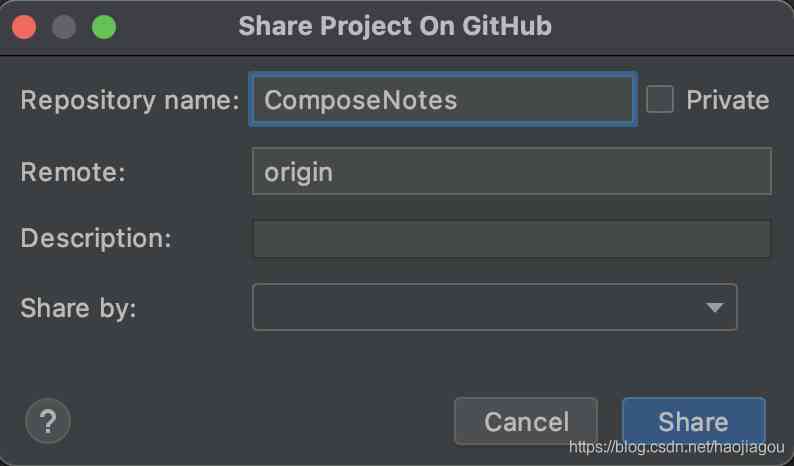 Share Project On GitHub
Repository name: ComposeNotes Private
Remote: origin
Description:
Share by:
? Cancel Share
https://blog.csdn.net/haojiagou